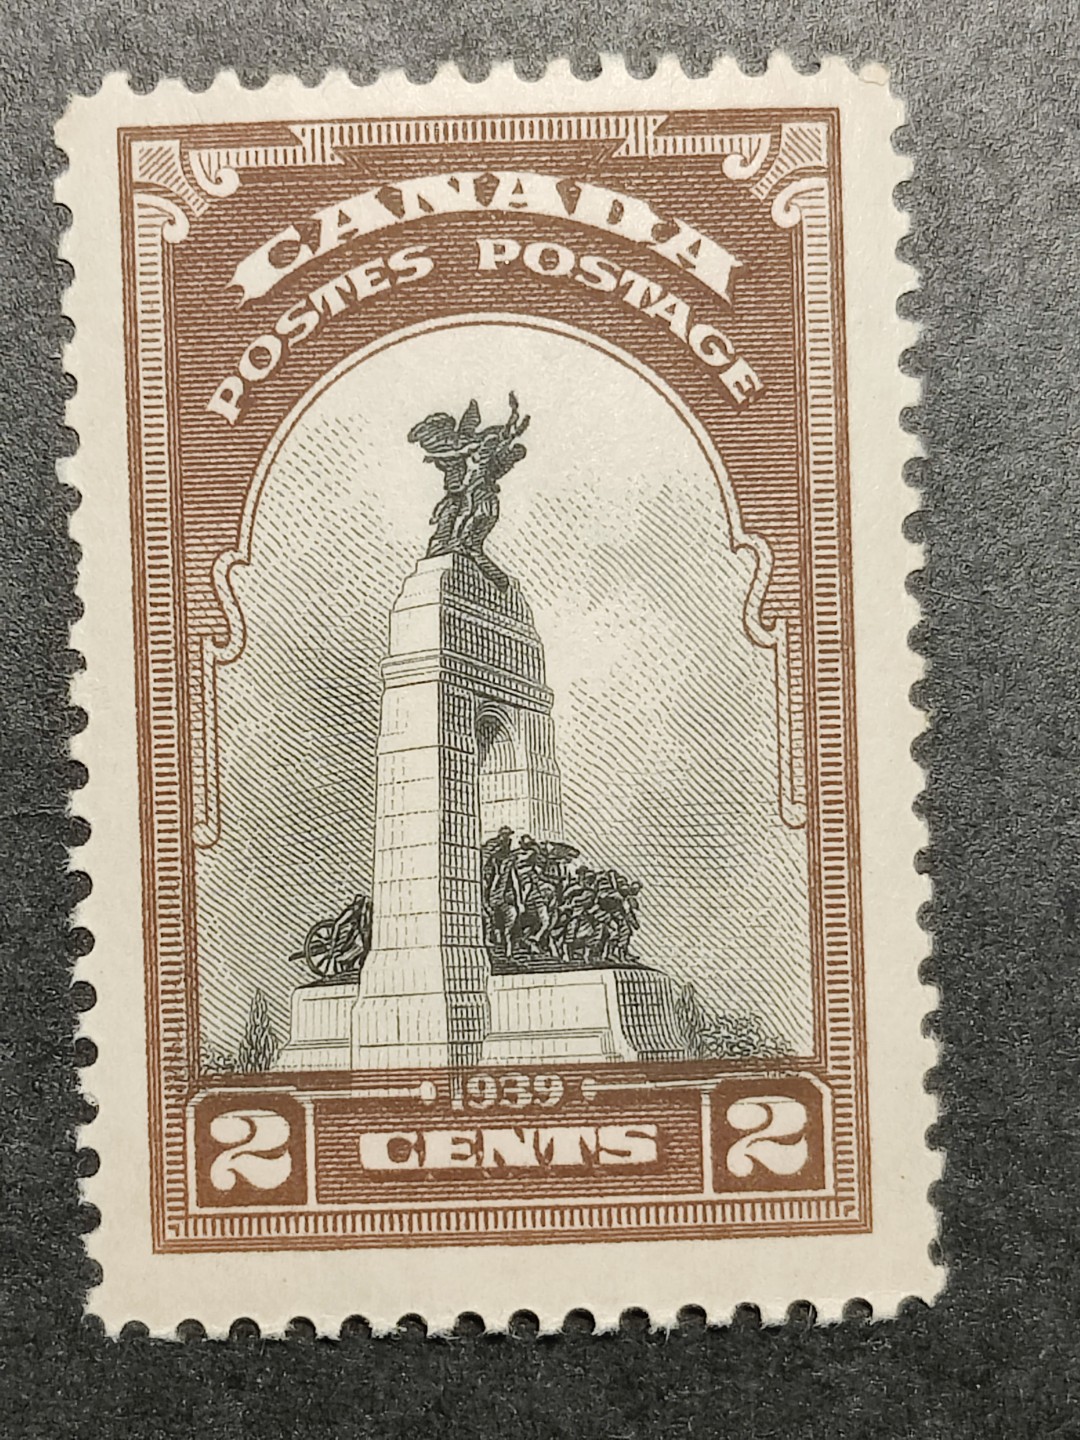 CANADA
POSTES POSTAGE
1939
2 CENTS 2